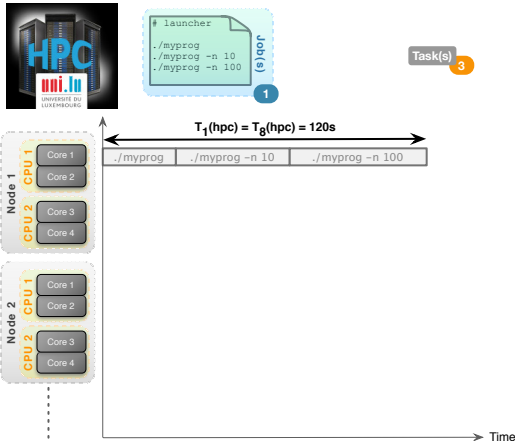 HPC
uni.lu
UNIVERSITÉ DU
LUXEMBOURG
# launcher
./myprog
./myprog -n 10
./myprog -n 100
Job(s)
1
Task(s)
3
T1(hpc) = T8(hpc) = 120s
./myprog
./myprog -n 10
./myprog -n 100
Node 1
CPU 1
Core 1
Core 2
CPU 2
Core 3
Core 4
Node 2
CPU 1
Core 1
Core 2
CPU 2
Core 3
Core 4
Time